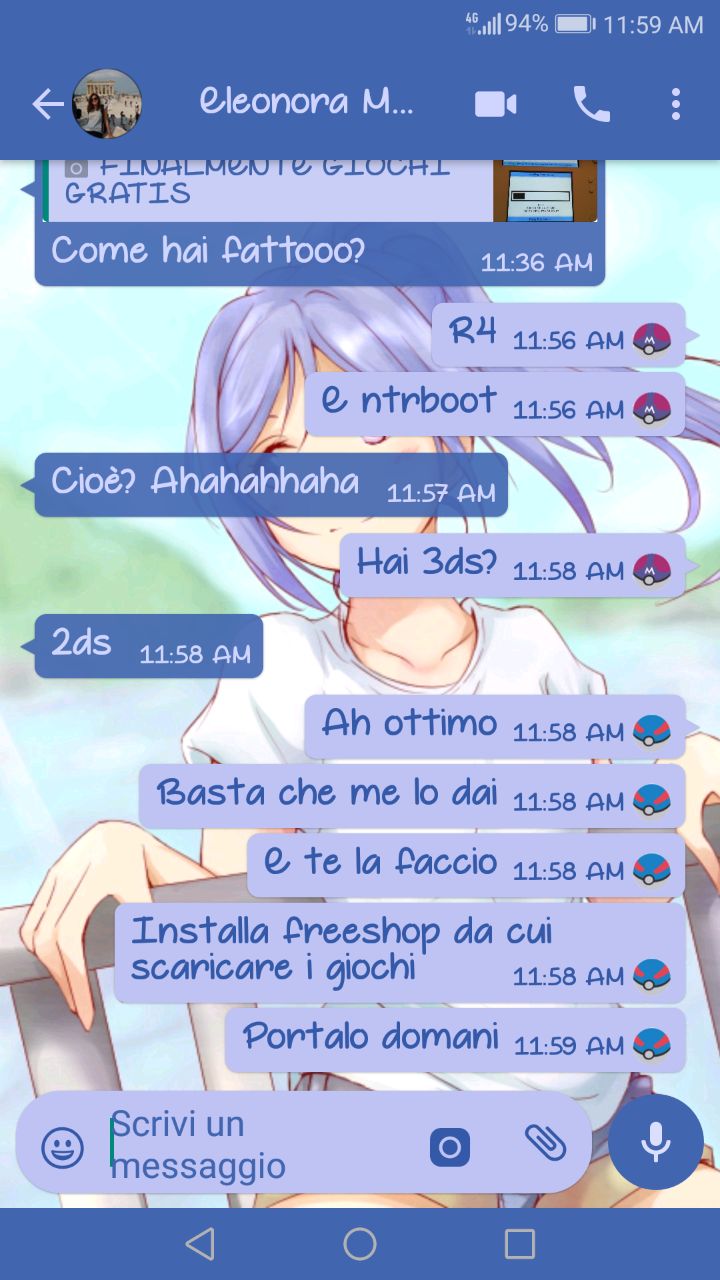 4G 94% 11:59 AM
Eleonora M...
FINALMENTE GIOCHI
GRATIS
Come hai fattooo? 11:36 AM
R4 11:56 AM
E ntrboot 11:56 AM
Cioè? Ahahahhaha 11:57 AM
Hai 3ds? 11:58 AM
2ds 11:58 AM
Ah ottimo 11:58 AM
Basta che me lo dai 11:58 AM
E te la faccio 11:58 AM
Installa freeshop da cui
scaricare i giochi 11:58 AM
Portalo domani 11:59 AM
Scrivi un
messaggio